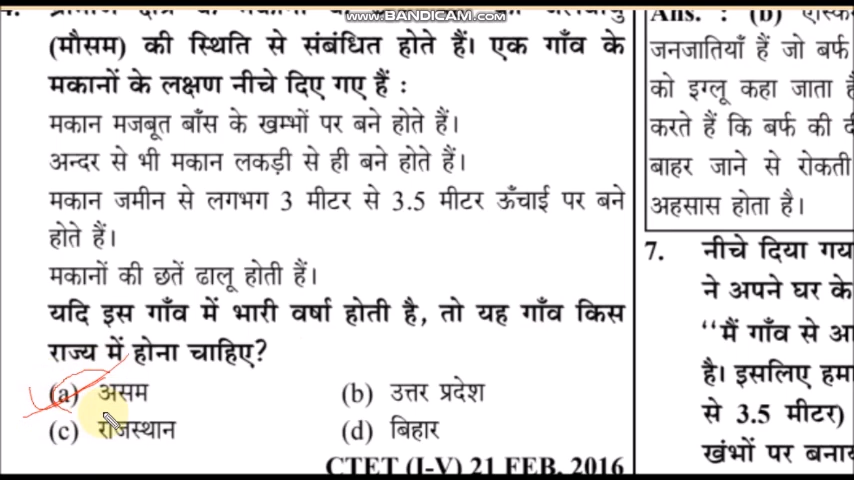 WWW.BANDICAM.COM
(मौसम) की स्थिति से संबंधित होते हैं। एक गाँव के
मकानों के लक्षण नीचे दिए गए हैं :
मकान मजबूत बाँस के खम्भों पर बने होते हैं।
अन्दर से भी मकान लकड़ी से ही बने होते हैं।
मकान जमीन से लगभग 3 मीटर से 3.5 मीटर ऊँचाई पर बने
होते हैं।
मकानों की छतें ढालू होती हैं।
यदि इस गाँव में भारी वर्षा होती है, तो यह गाँव किस
राज्य में होना चाहिए?
(a) असम (b) उत्तर प्रदेश
(c) राजस्थान (d) बिहार
CTET (I-V) 21 FEB. 2016
Ans. : (b)
जनजातियाँ हैं जो बर्फ
को इग्लू कहा जाता
करते हैं कि बर्फ की
बाहर जाने से रोकती
अहसास होता है।
7. नीचे दिया गय
ने अपने घर के
“मैं गाँव से आ
है। इसलिए हमा
से 3.5 मीटर)
खंभों पर बनाय